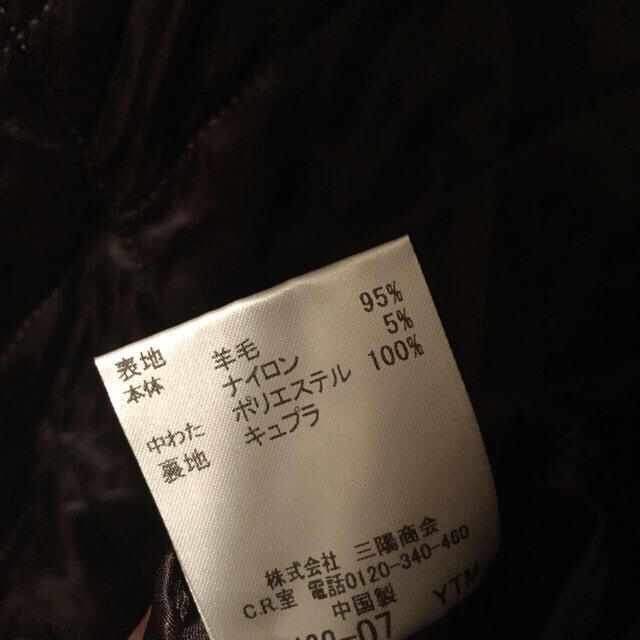 表地 羊毛 95%
本体 ナイロン 5%
中わた ポリエステル 100%
裏地 キュプラ
株式会社 三陽商会
C.R.室 電話0120-340-460
中国製 YTM
-07